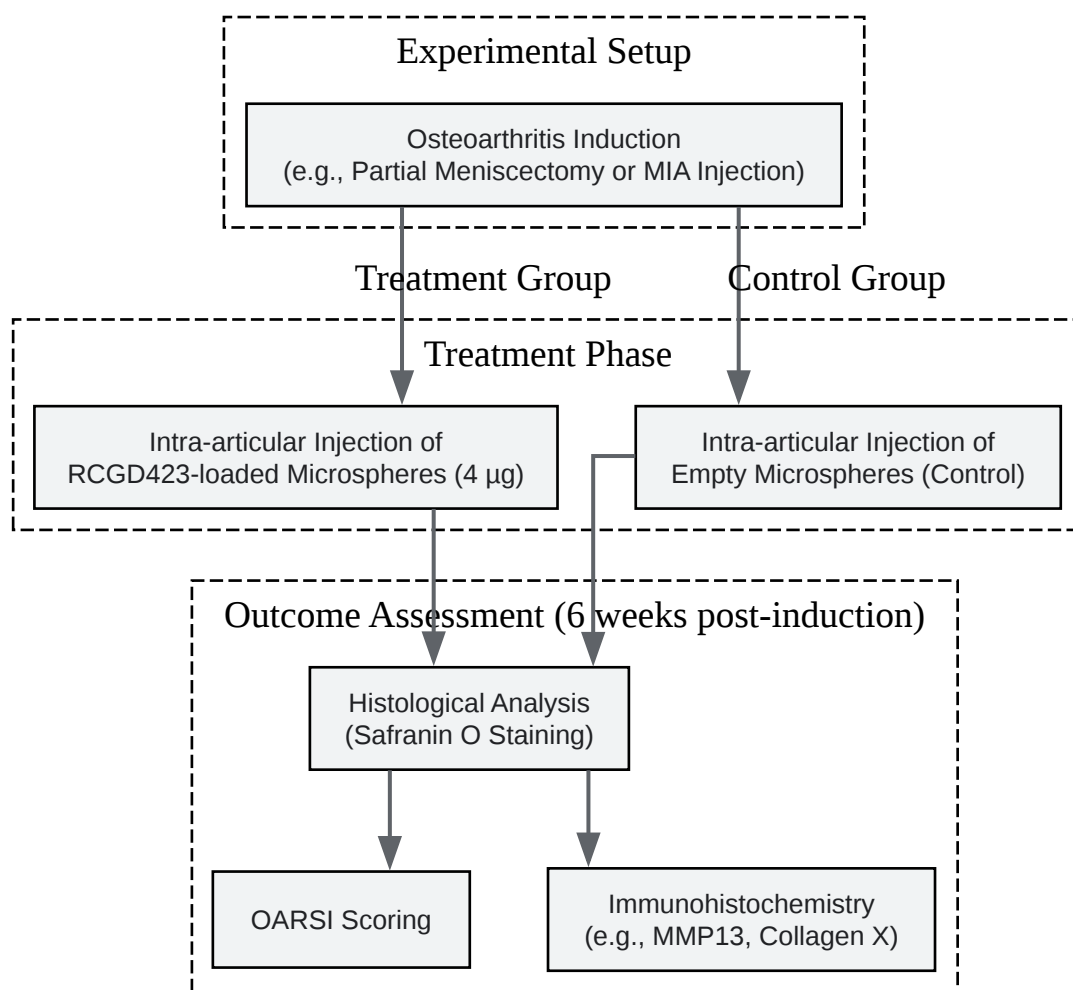 Experimental Setup
Osteoarthritis Induction
(e.g., Partial Meniscectomy or MIA Injection)
Treatment Group
Control Group
Treatment Phase
Intra-articular Injection of
RCGD423-loaded Microspheres (4 µg)
Intra-articular Injection of
Empty Microspheres (Control)
Outcome Assessment (6 weeks post-induction)
Histological Analysis
(Safranin O Staining)
OARSI Scoring
Immunohistochemistry
(e.g., MMP13, Collagen X)